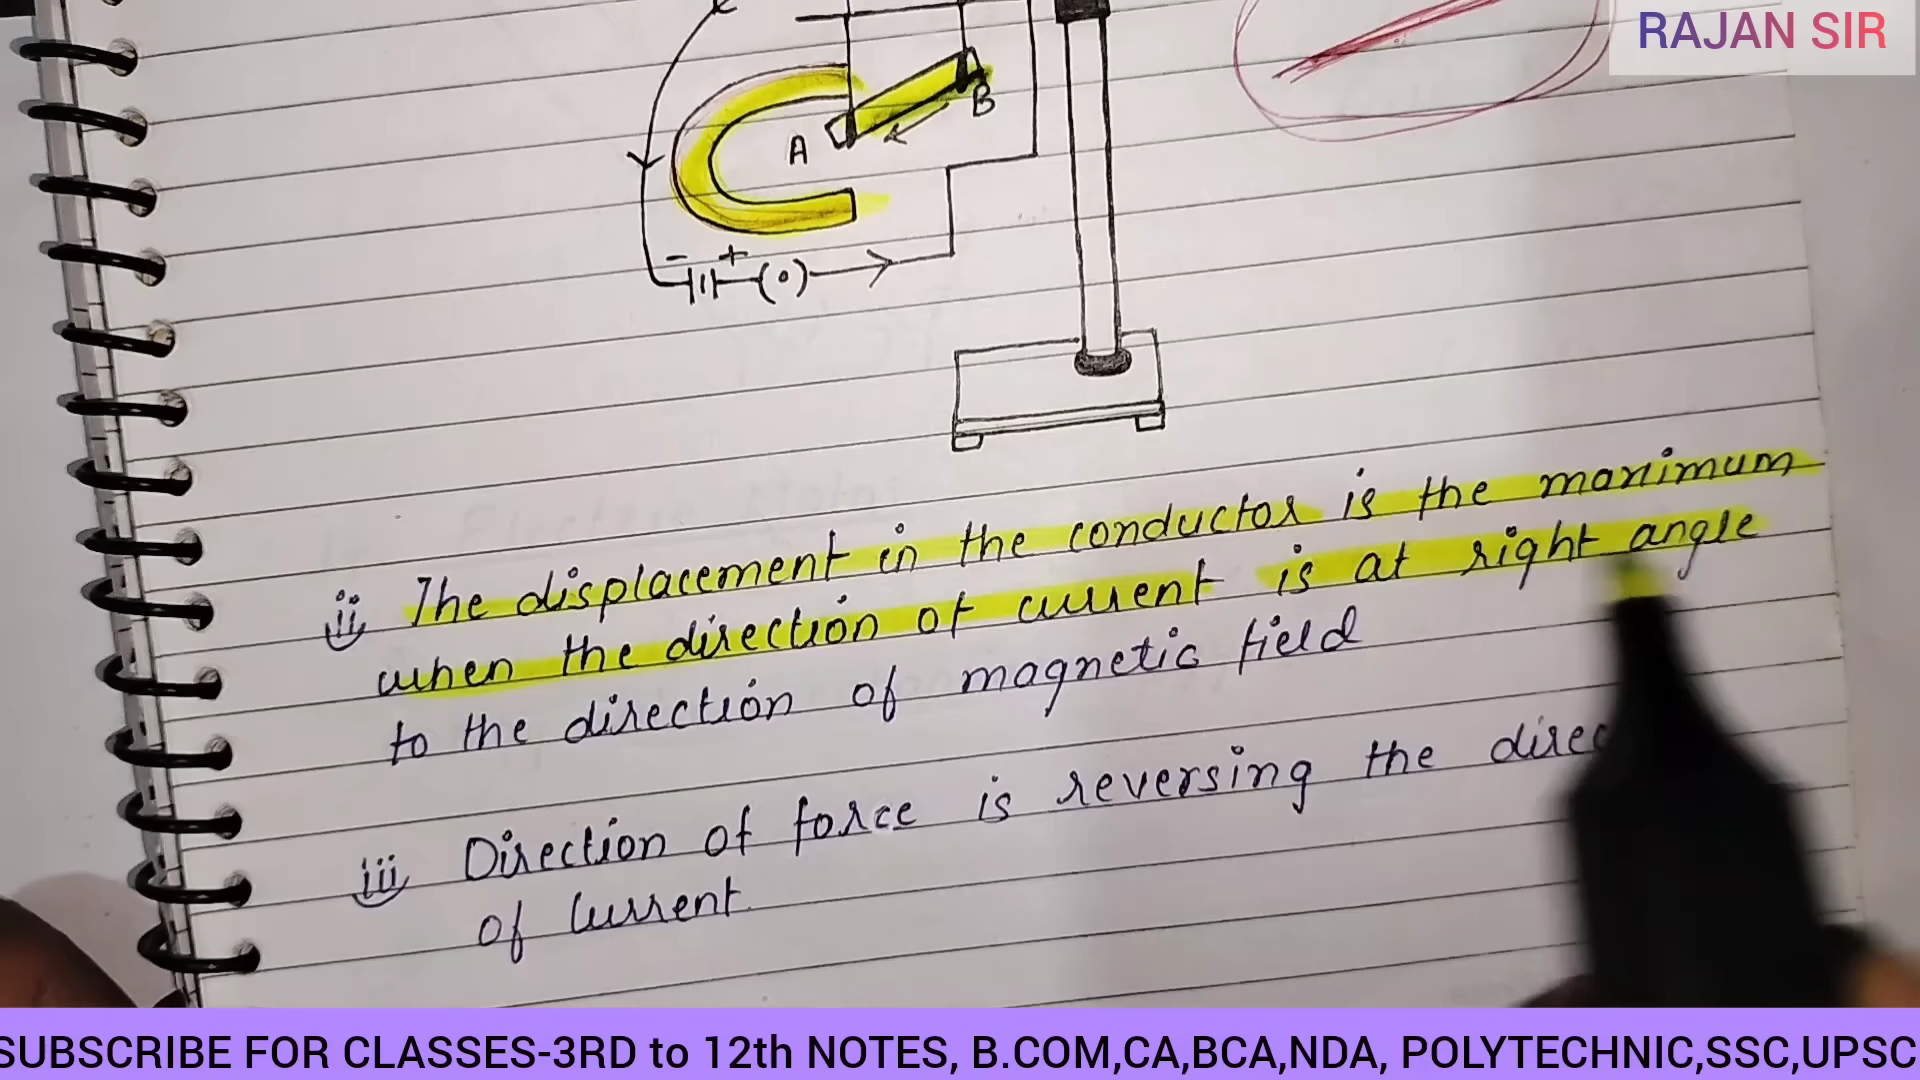 RAJAN SIR
B
A
- +
ii The displacement in the conductor is the maximum
when the direction of current is at right angle
to the direction of magnetic field
iii Direction of force is reversing the direc
of current
SUBSCRIBE FOR CLASSES-3RD to 12th NOTES, B.COM,CA,BCA,NDA, POLYTECHNIC,SSC,UPSC